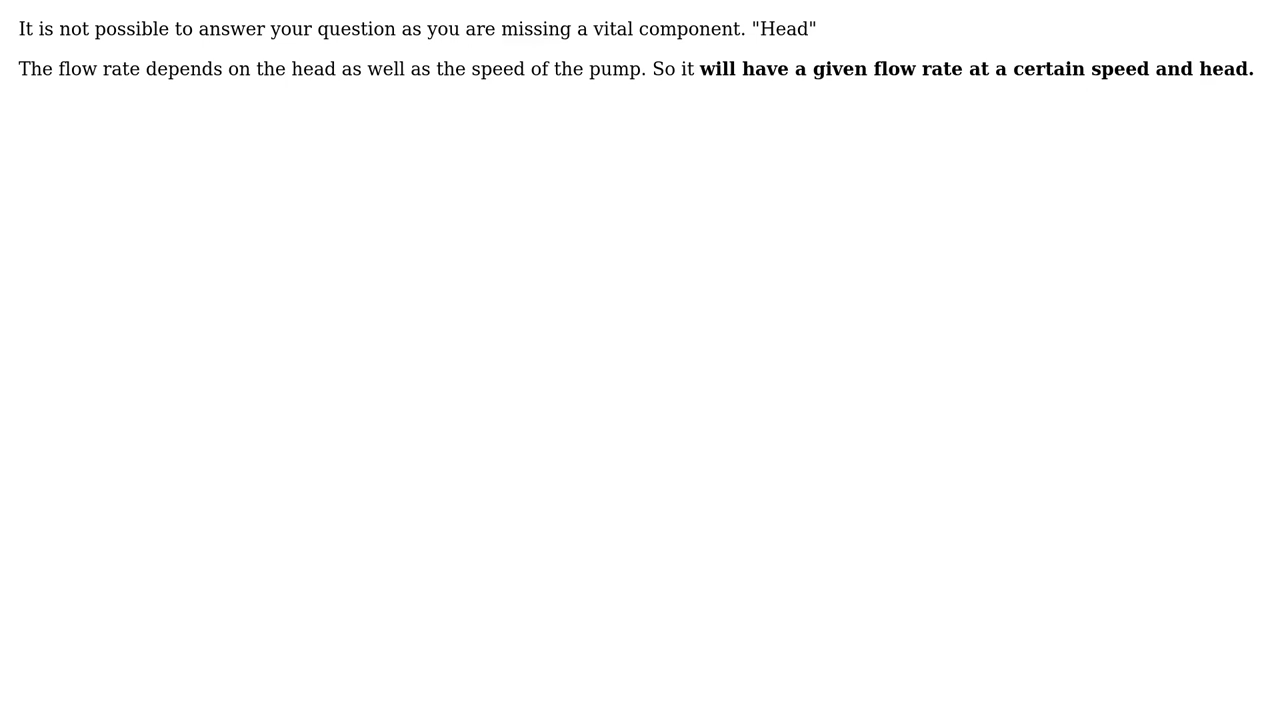 It is not possible to answer your question as you are missing a vital component. "Head"
The flow rate depends on the head as well as the speed of the pump. So it will have a given flow rate at a certain speed and head.